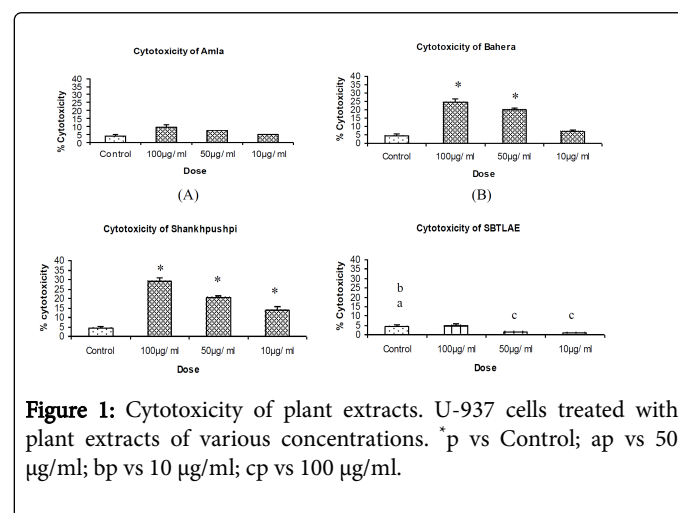 Cytotoxicity of Amla
% Cytotoxicity
40
35
30
25
20
15
10
5
0
Control 100µg/ ml 50µg/ ml 10µg/ ml
Dose
(A)
Cytotoxicity of Bahera
% Cytotoxicity
40
35
30
25
20
15
10
5
0
* *
Control 100µg/ ml 50µg/ ml 10µg/ ml
Dose
(B)
Cytotoxicity of Shankhpushpi
% cytotoxicity
40
35
30
25
20
15
10
5
0
* * *
Control 100µg/ ml 50µg/ ml 10µg/ ml
Dose
Cytotoxicity of SBTLAE
% Cytotoxicity
40
35
30
25
20
15
10
5
0
b
a c c
Control 100µg/ ml 50µg/ ml 10µg/ ml
Dose
Figure 1: Cytotoxicity of plant extracts. U-937 cells treated with
plant extracts of various concentrations. *p vs Control; ap vs 50
µg/ml; bp vs 10 µg/ml; cp vs 100 µg/ml.